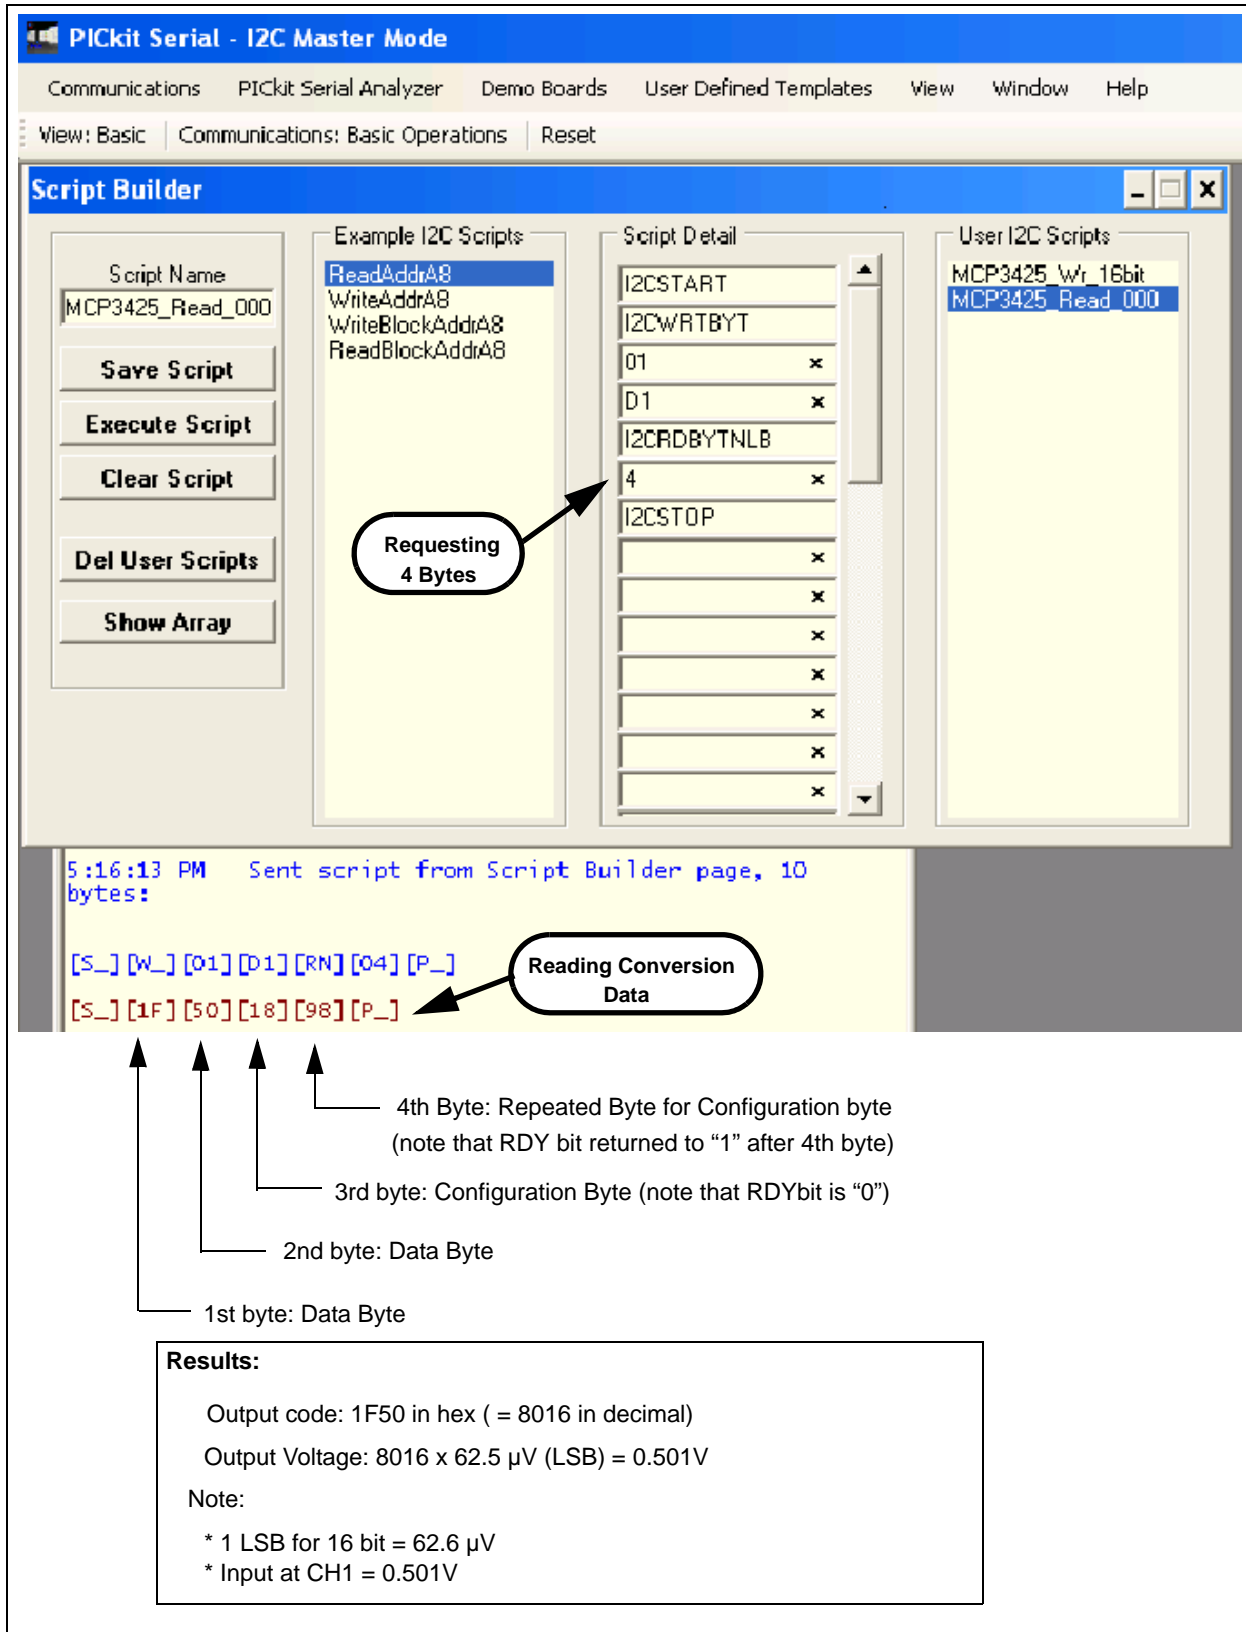 PICkit Serial - I2C Master Mode
Communications PICkit Serial Analyzer Demo Boards User Defined Templates View Window Help
View: Basic Communications: Basic Operations Reset
Script Builder
Script Name
MCP3425_Read_000
Save Script
Execute Script
Clear Script
Del User Scripts
Show Array
Example I2C Scripts
ReadAddrA8
WriteAddrA8
WriteBlockAddrA8
ReadBlockAddrA8
Requesting
4 Bytes
Script Detail
I2CSTART
I2CWRTBYT
01
D1
I2CRDBYTNLB
4
I2CSTOP
User I2C Scripts
MCP3425_Wr_16bit
MCP3425_Read_000
5:16:13 PM Sent script from Script Builder page, 10
bytes:
[S_][W_][01][D1][RN][04][P_]
[S_][1F][50][18][98][P_]
Reading Conversion
Data
4th Byte: Repeated Byte for Configuration byte
(note that RDY bit returned to “1” after 4th byte)
3rd byte: Configuration Byte (note that RDYbit is “0”)
2nd byte: Data Byte
1st byte: Data Byte
Results:
Output code: 1F50 in hex ( = 8016 in decimal)
Output Voltage: 8016 x 62.5 µV (LSB) = 0.501V
Note:
* 1 LSB for 16 bit = 62.6 µV
* Input at CH1 = 0.501V